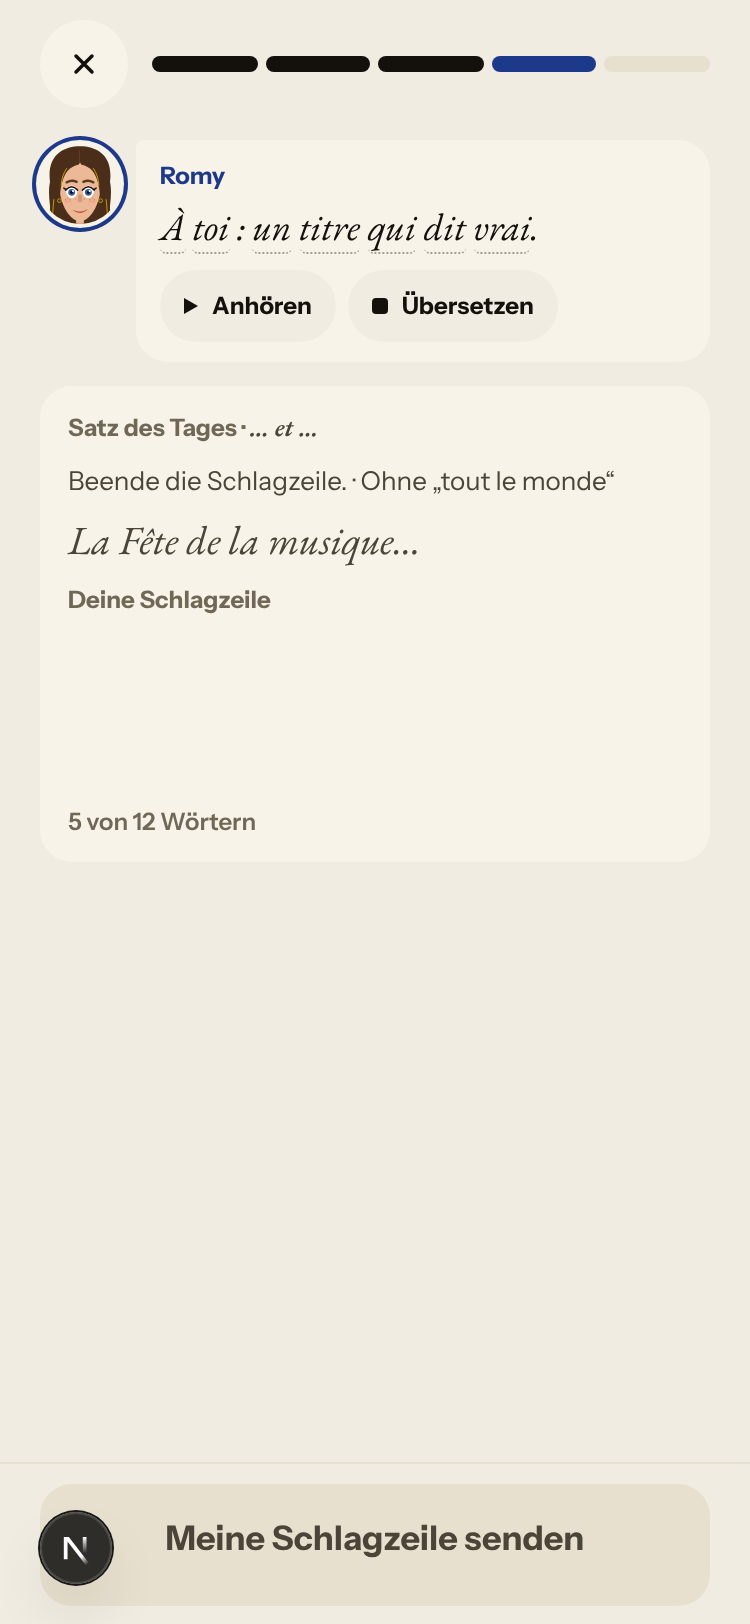 Romy
À toi : un titre qui dit vrai.
Anhören
Übersetzen
Satz des Tages · ... et ...
Beende die Schlagzeile. · Ohne „tout le monde“
La Fête de la musique...
Deine Schlagzeile
5 von 12 Wörtern
N
Meine Schlagzeile senden